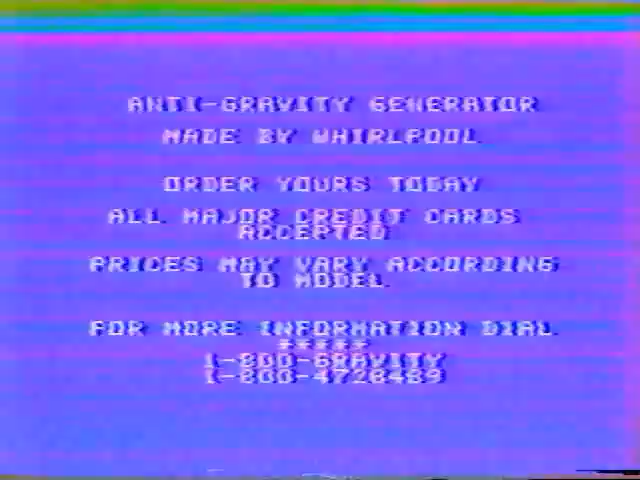 ANTI-GRAVITY GENERATOR
MADE BY WHIRLPOOL
ORDER YOURS TODAY
ALL MAJOR CREDIT CARDS
ACCEPTED
PRICES MAY VARY ACCORDING
TO MODEL
FOR MORE INFORMATION DIAL
*****
1-800-GRAVITY
1-800-4728489